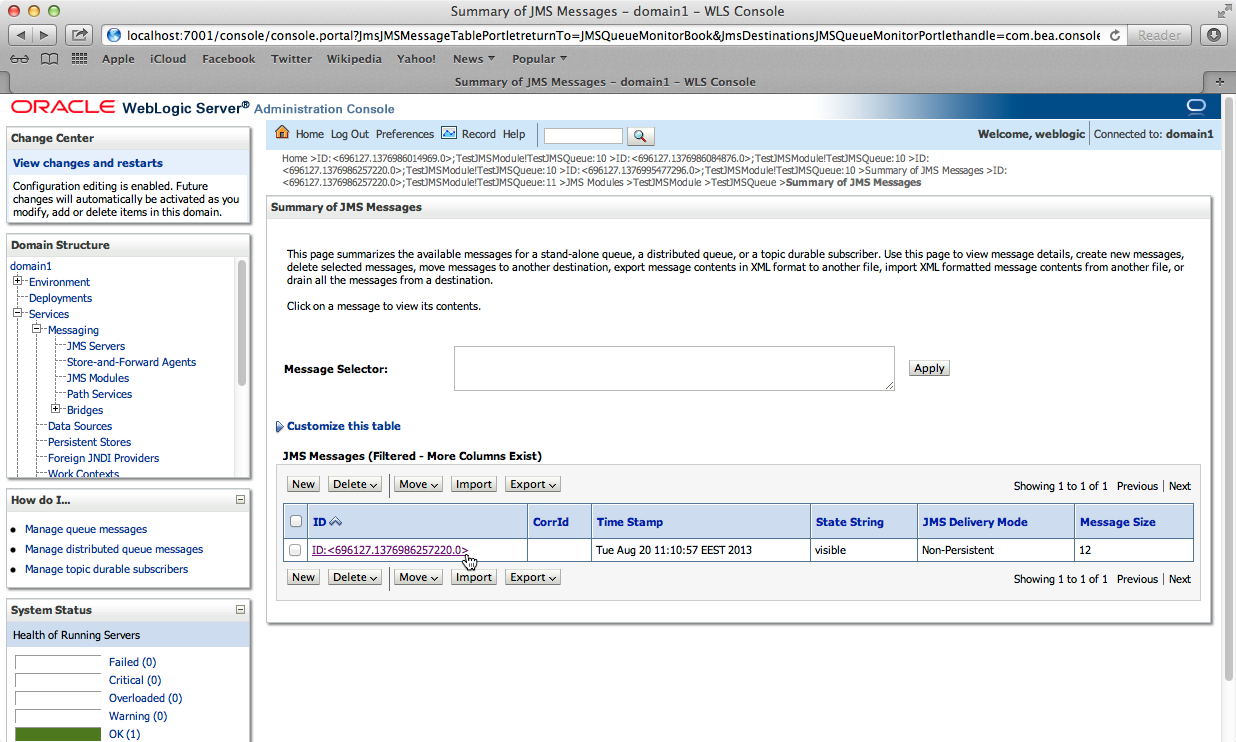 Summary of JMS Messages – domain1 – WLS Console
localhost:7001/console/console.portal?JmsJMSMessageTablePortletreturnTo=JMSQueueMonitorBook&JmsDestinationsJMSQueueMonitorPortlethandle=com.bea.console
Reader
Apple iCloud Facebook Twitter Wikipedia Yahoo! News Popular
Summary of JMS Messages – domain1 – WLS Console
ORACLE WebLogic Server® Administration Console
Change Center
View changes and restarts
Configuration editing is enabled. Future
changes will automatically be activated as you
modify, add or delete items in this domain.
Domain Structure
domain1
Environment
Deployments
Services
Messaging
JMS Servers
Store-and-Forward Agents
JMS Modules
Path Services
Bridges
Data Sources
Persistent Stores
Foreign JNDI Providers
Work Contexts
How do I...
Manage queue messages
Manage distributed queue messages
Manage topic durable subscribers
System Status
Health of Running Servers
Failed (0)
Critical (0)
Overloaded (0)
Warning (0)
OK (1)
Home Log Out Preferences Record Help
Welcome, weblogic Connected to: domain1
Home >ID:<696127.1376986014969.0>;TestJMSModule!TestJMSQueue:10 >ID:<696127.1376986084876.0>;TestJMSModule!TestJMSQueue:10 >ID:
<696127.1376986257220.0>;TestJMSModule!TestJMSQueue:10 >ID:<696127.1376995477296.0>;TestJMSModule!TestJMSQueue:10 >Summary of JMS Messages >ID:
<696127.1376986257220.0>;TestJMSModule!TestJMSQueue:11 >JMS Modules >TestJMSModule >TestJMSQueue >Summary of JMS Messages
Summary of JMS Messages
This page summarizes the available messages for a stand-alone queue, a distributed queue, or a topic durable subscriber. Use this page to view message details, create new messages,
delete selected messages, move messages to another destination, export message contents in XML format to another file, import XML formatted message contents from another file, or
drain all the messages from a destination.
Click on a message to view its contents.
Message Selector:
Apply
Customize this table
JMS Messages (Filtered - More Columns Exist)
New Delete Move Import Export
Showing 1 to 1 of 1 Previous | Next
ID CorrId Time Stamp State String JMS Delivery Mode Message Size
ID:<696127.1376986257220.0> Tue Aug 20 11:10:57 EEST 2013 visible Non-Persistent 12
New Delete Move Import Export
Showing 1 to 1 of 1 Previous | Next